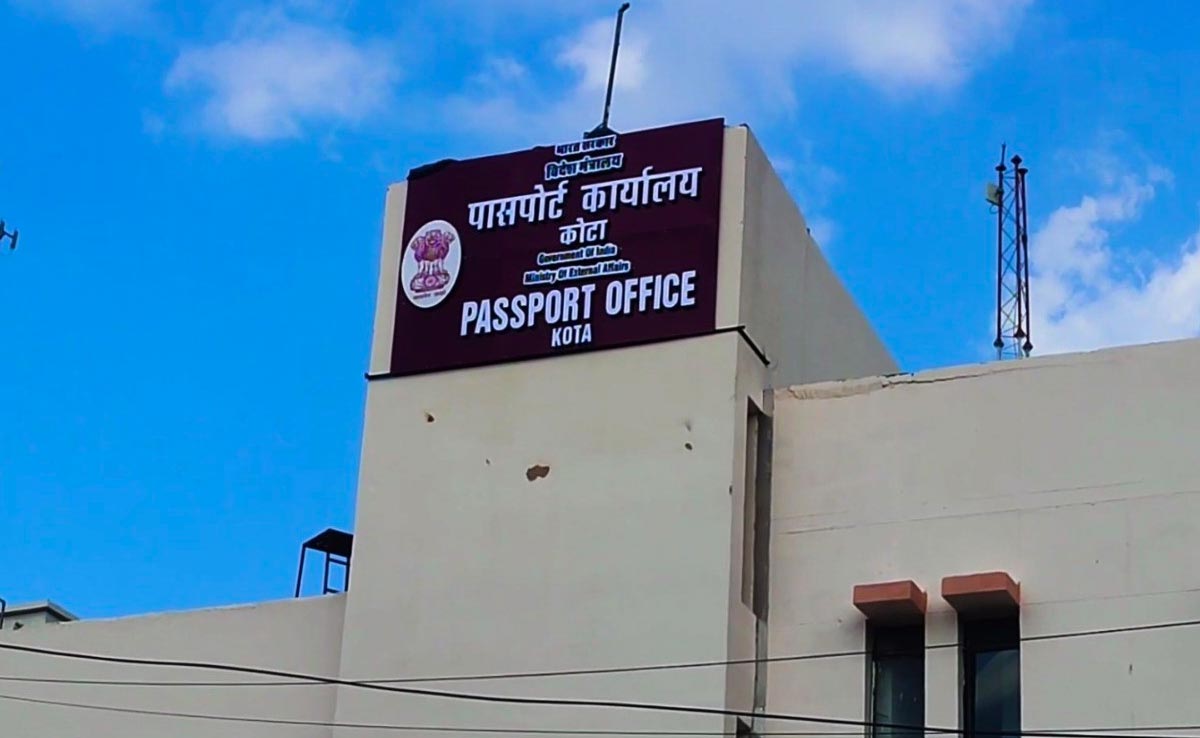 भारत सरकार
विदेश मंत्रालय
पासपोर्ट कार्यालय
कोटा
Government Of India
Ministry Of External Affairs
PASSPORT OFFICE
KOTA